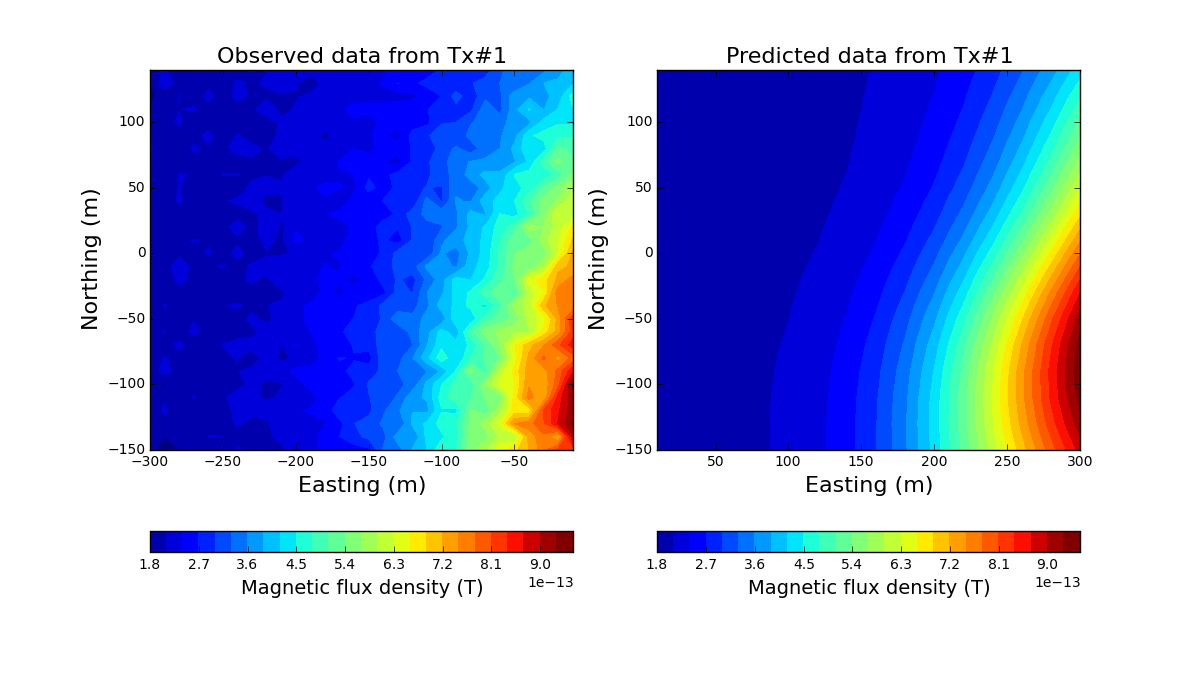 Observed data from Tx#1
100
50
0
−50
−100
−150
Northing (m)
−300 −250 −200 −150 −100 −50
Easting (m)
1.8 2.7 3.6 4.5 5.4 6.3 7.2 8.1 9.0
1e−13
Magnetic flux density (T)
Predicted data from Tx#1
100
50
0
−50
−100
−150
Northing (m)
50 100 150 200 250 300
Easting (m)
1.8 2.7 3.6 4.5 5.4 6.3 7.2 8.1 9.0
1e−13
Magnetic flux density (T)